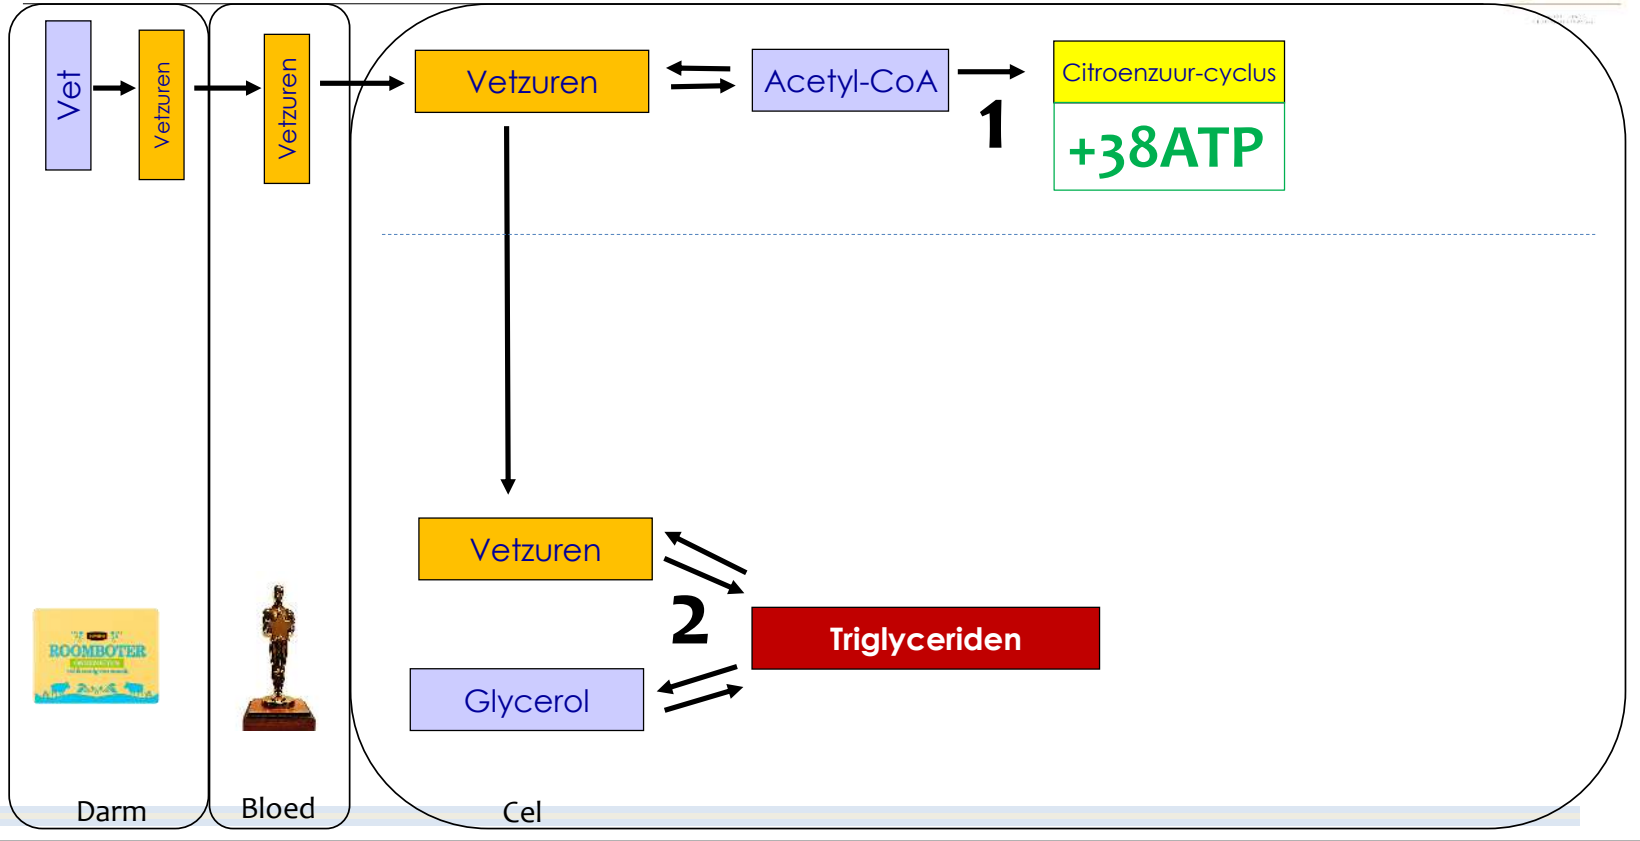 Vet
Vetzuren
Vetzuren
Vetzuren
Acetyl-CoA
Citroenzuur-cyclus
1
+38ATP
Vetzuren
2
Triglyceriden
Glycerol
ROOMBOTER
Darm
Bloed
Cel